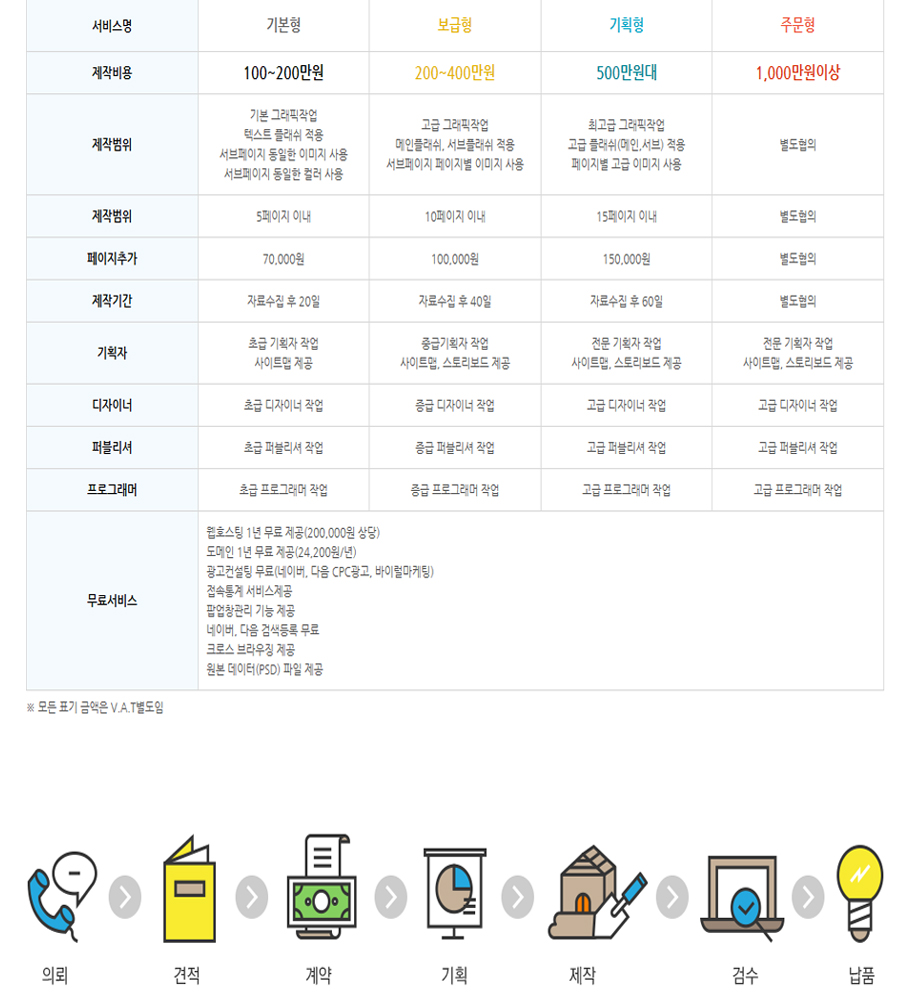 서비스명 기본형 보급형 기획형 주문형
제작비용 100~200만원 200~400만원 500만원대 1,000만원이상
제작범위
기본 그래픽작업
텍스트 플래쉬 적용
서브페이지 동일한 이미지 사용
서브페이지 동일한 컬러 사용
고급 그래픽작업
메인플래쉬, 서브플래쉬 적용
서브페이지 페이지별 이미지 사용
최고급 그래픽작업
고급 플래쉬(메인,서브) 적용
페이지별 고급 이미지 사용
별도협의
제작범위 5페이지 이내 10페이지 이내 15페이지 이내 별도협의
페이지추가 70,000원 100,000원 150,000원 별도협의
제작기간 자료수집 후 20일 자료수집 후 40일 자료수집 후 60일 별도협의
기획자
초급 기획자 작업
사이트맵 제공
중급기획자 작업
사이트맵, 스토리보드 제공
전문 기획자 작업
사이트맵, 스토리보드 제공
전문 기획자 작업
사이트맵, 스토리보드 제공
디자이너 초급 디자이너 작업 중급 디자이너 작업 고급 디자이너 작업 고급 디자이너 작업
퍼블리셔 초급 퍼블리셔 작업 중급 퍼블리셔 작업 고급 퍼블리셔 작업 고급 퍼블리셔 작업
프로그래머 초급 프로그래머 작업 중급 프로그래머 작업 고급 프로그래머 작업 고급 프로그래머 작업
무료서비스
웹호스팅 1년 무료 제공(200,000원 상당)
도메인 1년 무료 제공(24,200원/년)
광고컨설팅 무료(네이버, 다음 CPC광고, 바이럴마케팅)
접속통계 서비스제공
팝업창관리 기능 제공
네이버, 다음 검색등록 무료
크로스 브라우징 제공
원본 데이터(PSD) 파일 제공
※ 모든 표기 금액은 V.A.T별도임
의뢰 견적 계약 기획 제작 검수 납품